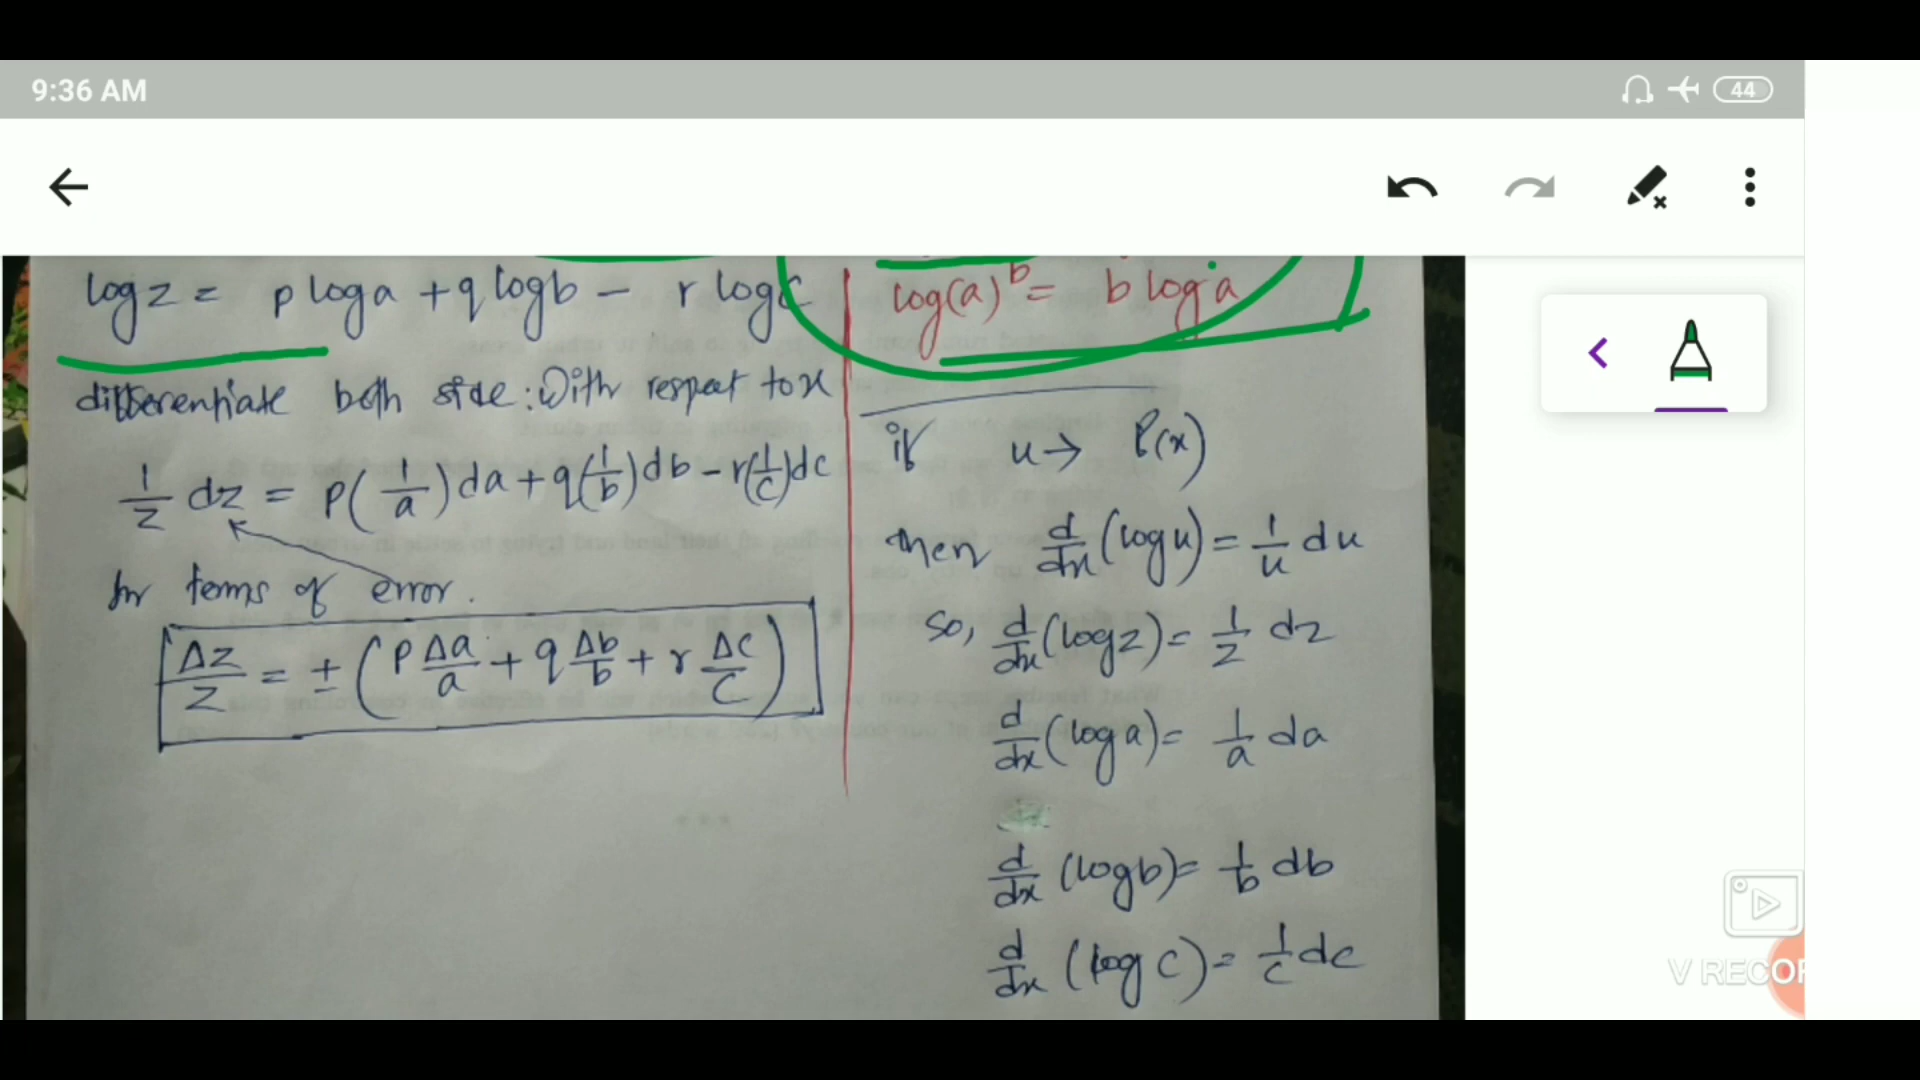 9:36 AM
44
log z = p log a + q log b - r log c
differentiate both side : With respect to x
1/z dz = p(1/a) da + q(1/b) db - r(1/c) dc
In terms of error.
Δz/z = ± (p Δa/a + q Δb/b + r Δc/c)
log(a)^b = b log a
if u → f(x)
then d/dx (log u) = 1/u du
so, d/dx (log z) = 1/z dz
d/dx (log a) = 1/a da
d/dx (log b) = 1/b db
d/dx (log c) = 1/c dc
V RECOR